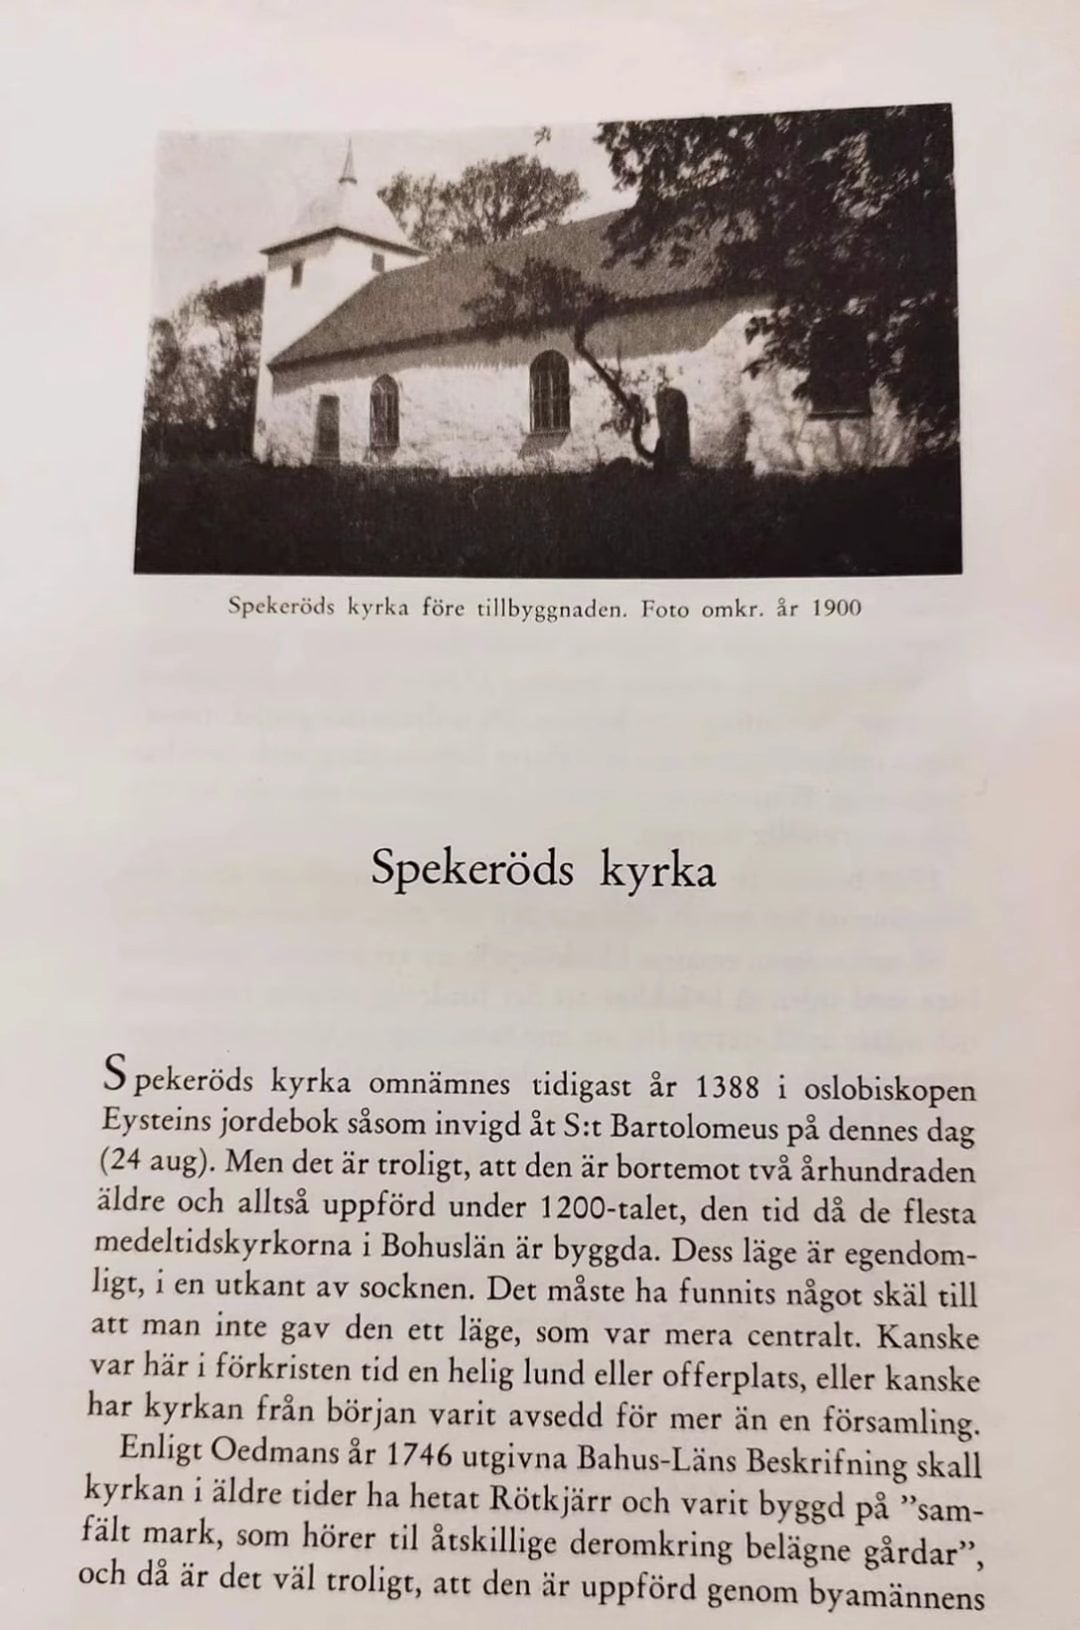 Spekeröds kyrka före tillbyggnaden. Foto omkr. år 1900
Spekeröds kyrka
Spekeröds kyrka omnämnes tidigast år 1388 i oslobiskopen
Eysteins jordebok såsom invigd åt S:t Bartolomeus på dennes dag
(24 aug). Men det är troligt, att den är bortemot två århundraden
äldre och alltså uppförd under 1200-talet, den tid då de flesta
medeltidskyrkorna i Bohuslän är byggda. Dess läge är egendom-
ligt, i en utkant av socknen. Det måste ha funnits något skäl till
att man inte gav den ett läge, som var mera centralt. Kanske
var här i förkristen tid en helig lund eller offerplats, eller kanske
har kyrkan från början varit avsedd för mer än en församling.
Enligt Oedmans år 1746 utgivna Bahus-Läns Beskrifning skall
kyrkan i äldre tider ha hetat Rötkjärr och varit byggd på ”sam-
fält mark, som hörer til åtskillige deromkring belägne gårdar”,
och då är det väl troligt, att den är uppförd genom byamännens